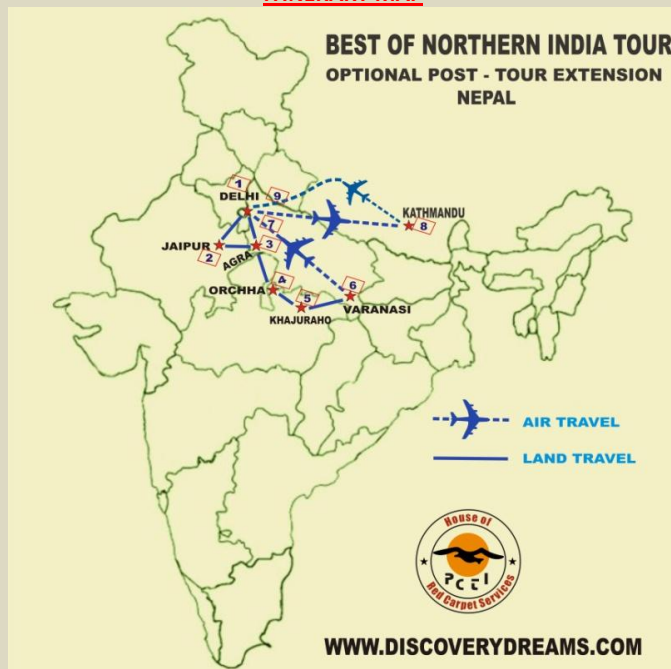 ITINERARY MAP
BEST OF NORTHERN INDIA TOUR
OPTIONAL POST - TOUR EXTENSION
NEPAL
1
DELHI
9
KATHMANDU
8
7
JAIPUR
2
AGRA
3
ORCHHA
4
5
KHAJURAHO
6
VARANASI
AIR TRAVEL
LAND TRAVEL
House of
PCTI
Red Carpet Services
WWW.DISCOVERYDREAMS.COM